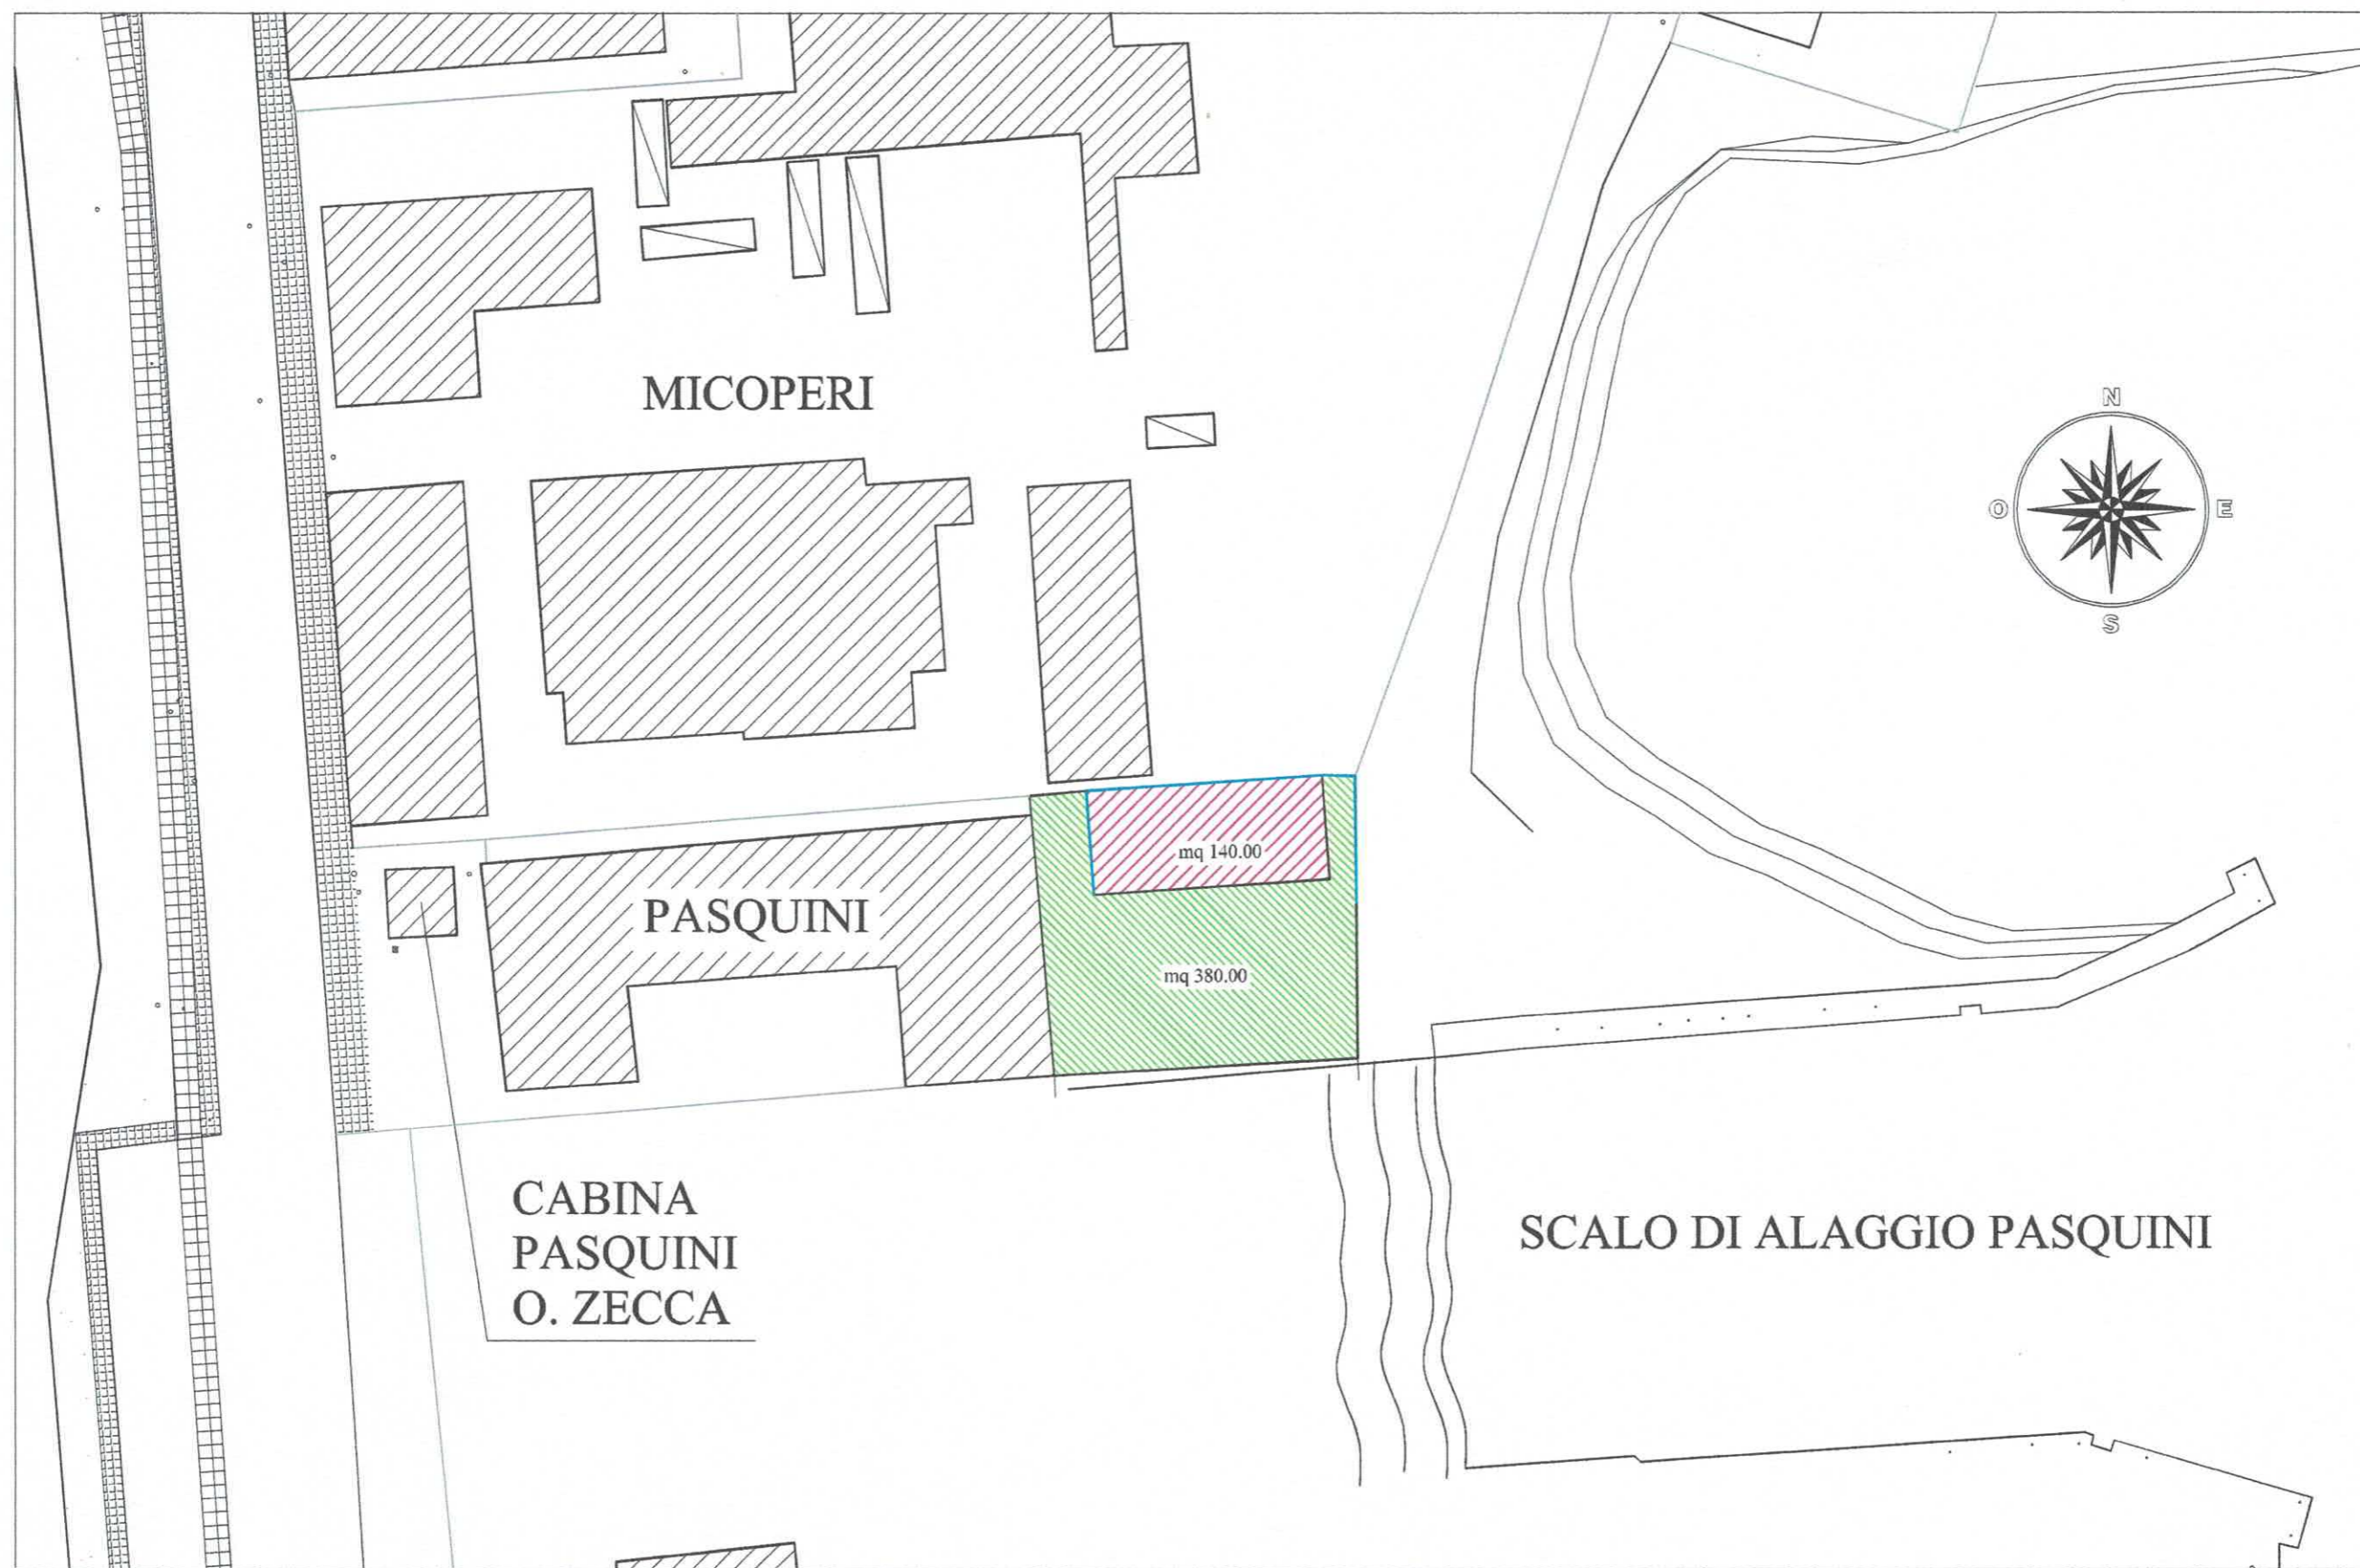 MICOPERI
N
O
E
S
mq 140.00
PASQUINI
mq 380.00
CABINA
PASQUINI
O. ZECCA
SCALO DI ALAGGIO PASQUINI